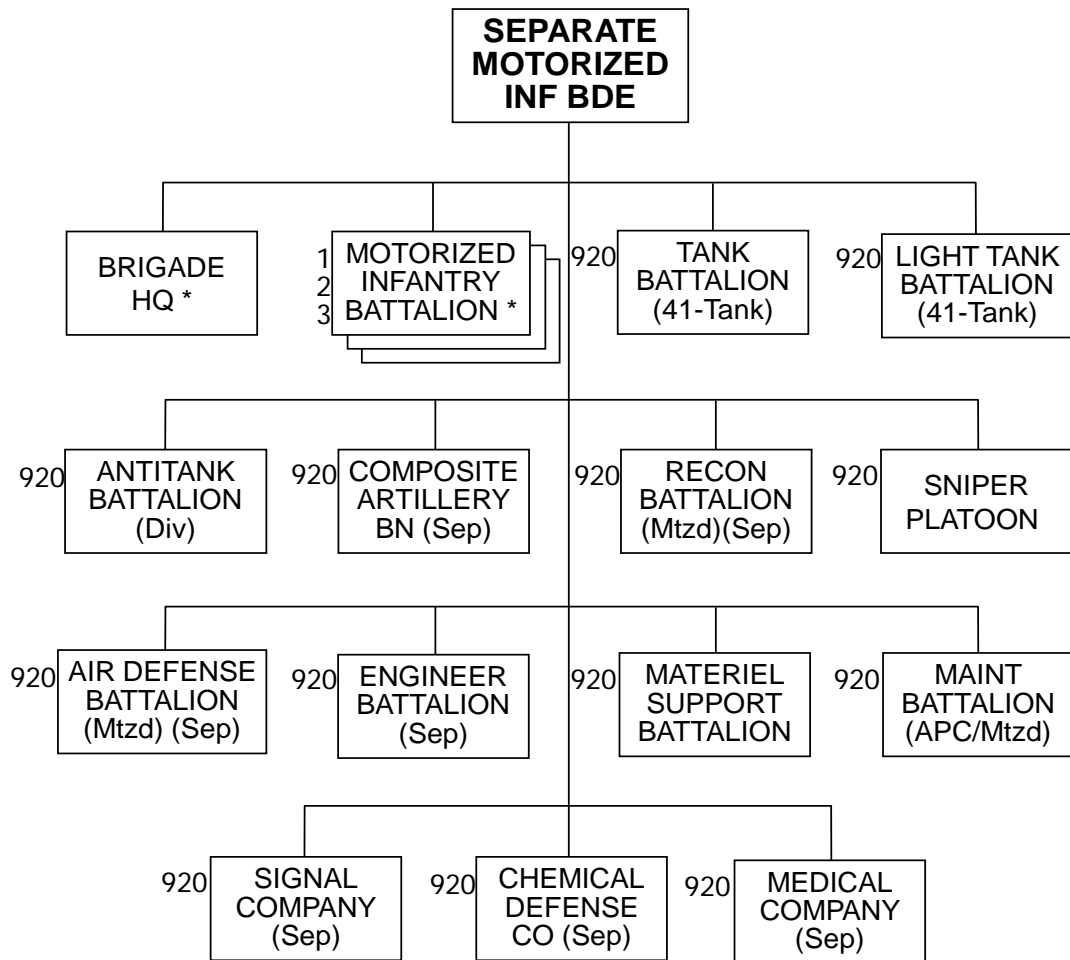 SEPARATE
MOTORIZED
INF BDE
BRIGADE
HQ *
1
2
3
MOTORIZED
INFANTRY
BATTALION *
920
TANK
BATTALION
(41-Tank)
920
LIGHT TANK
BATTALION
(41-Tank)
920
ANTITANK
BATTALION
(Div)
920
COMPOSITE
ARTILLERY
BN (Sep)
920
RECON
BATTALION
(Mtzd)(Sep)
920
SNIPER
PLATOON
920
AIR DEFENSE
BATTALION
(Mtzd) (Sep)
920
ENGINEER
BATTALION
(Sep)
920
MATERIEL
SUPPORT
BATTALION
920
MAINT
BATTALION
(APC/Mtzd)
920
SIGNAL
COMPANY
(Sep)
920
CHEMICAL
DEFENSE
CO (Sep)
920
MEDICAL
COMPANY
(Sep)